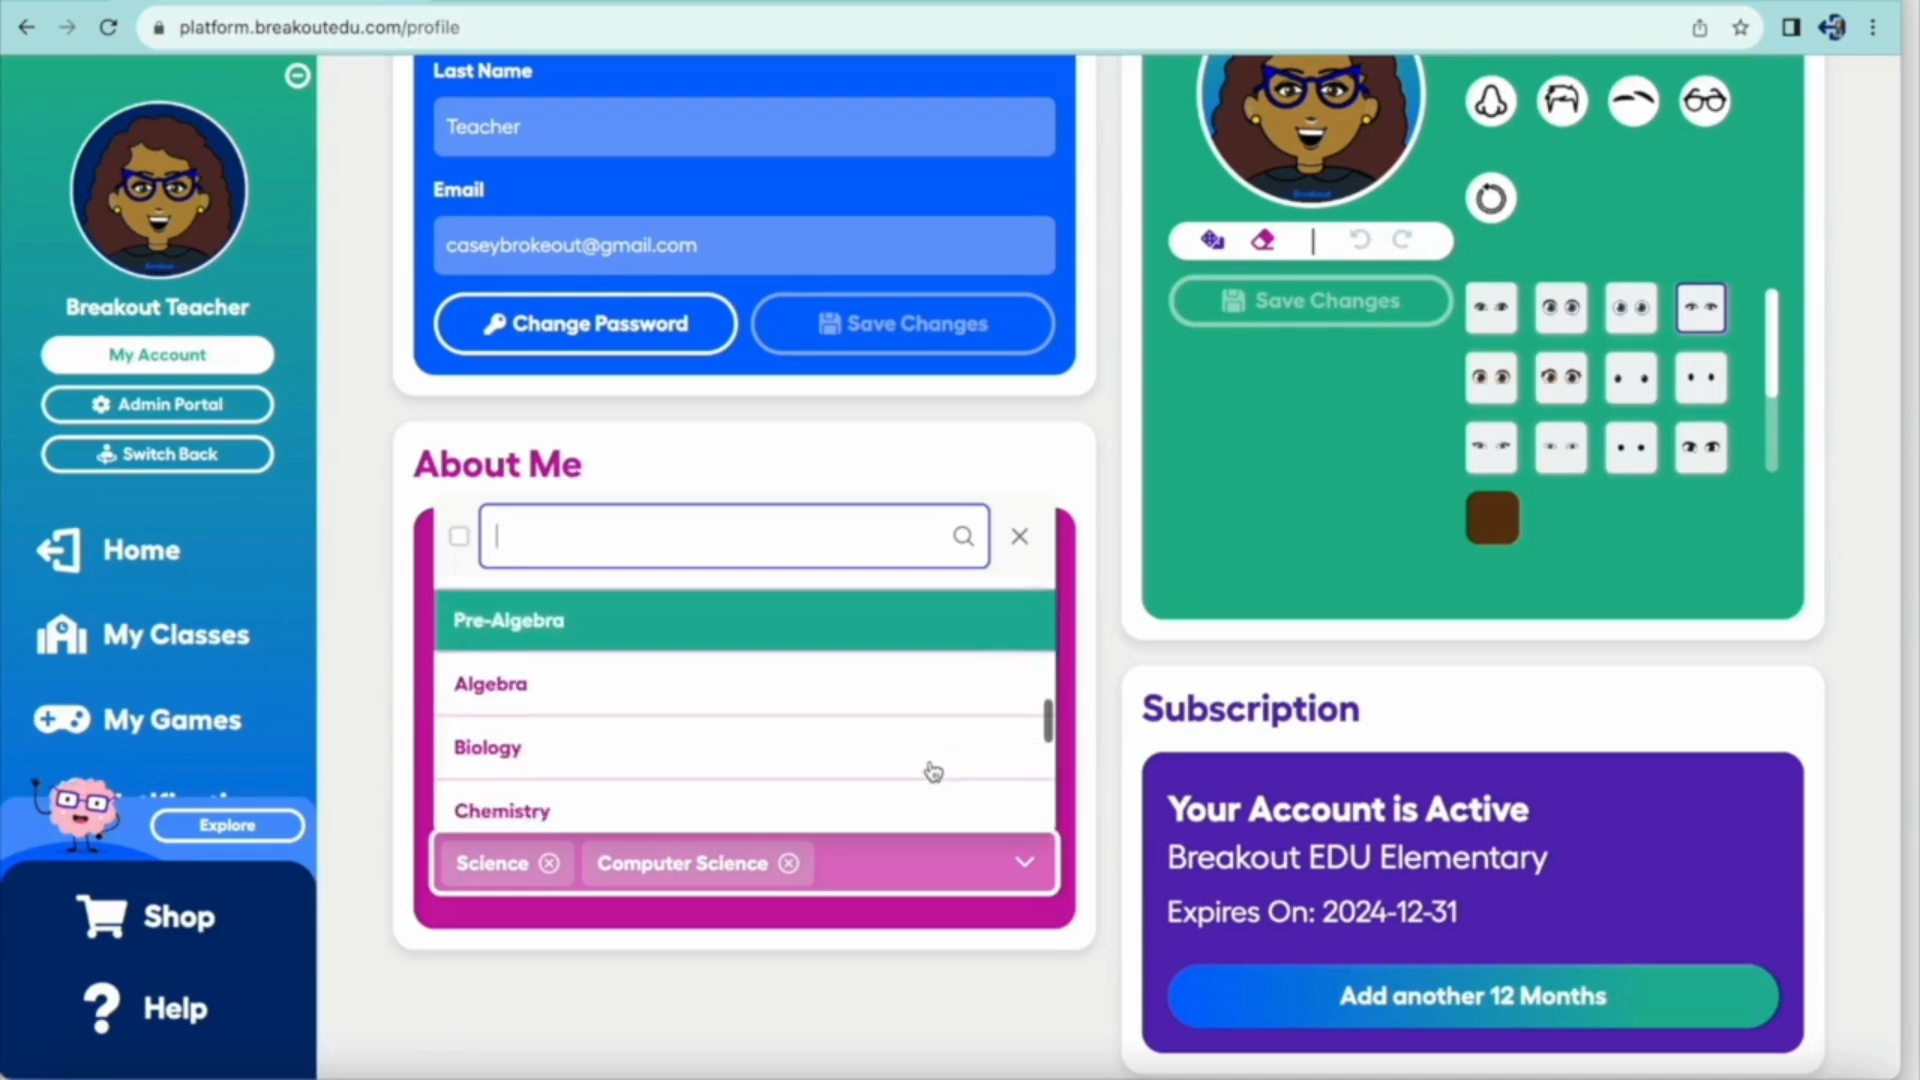 platform.breakoutedu.com/profile
Breakout Teacher
My Account
Admin Portal
Switch Back
Home
My Classes
My Games
Explore
Shop
Help
Last Name
Teacher
Email
caseybrokeout@gmail.com
Change Password
Save Changes
About Me
Pre-Algebra
Algebra
Biology
Chemistry
Science
Computer Science
Save Changes
Subscription
Your Account is Active
Breakout EDU Elementary
Expires On: 2024-12-31
Add another 12 Months